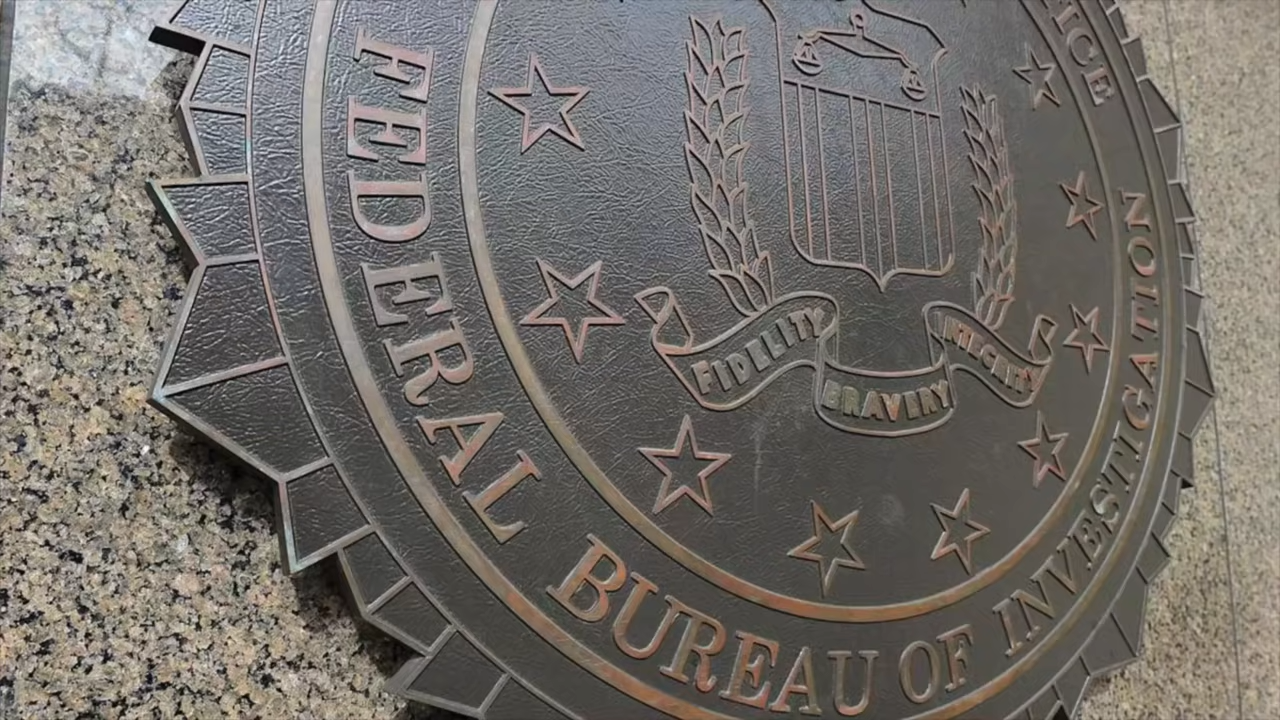 FEDERAL BUREAU OF INVESTIGATION
FIDELITY
BRAVERY
INTEGRITY